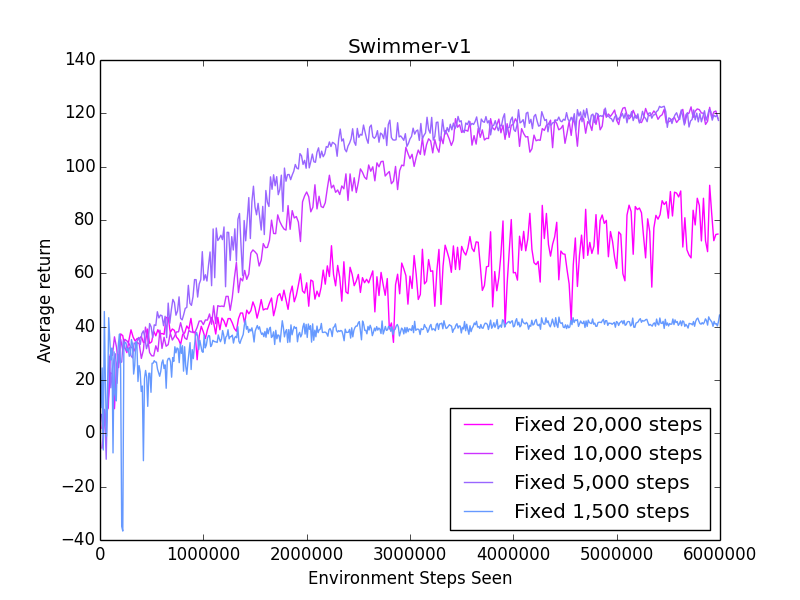 Swimmer-v1
140
120
100
80
60
40
20
0
−20
−40
Average return
0 1000000 2000000 3000000 4000000 5000000 6000000
Environment Steps Seen
Fixed 20,000 steps
Fixed 10,000 steps
Fixed 5,000 steps
Fixed 1,500 steps